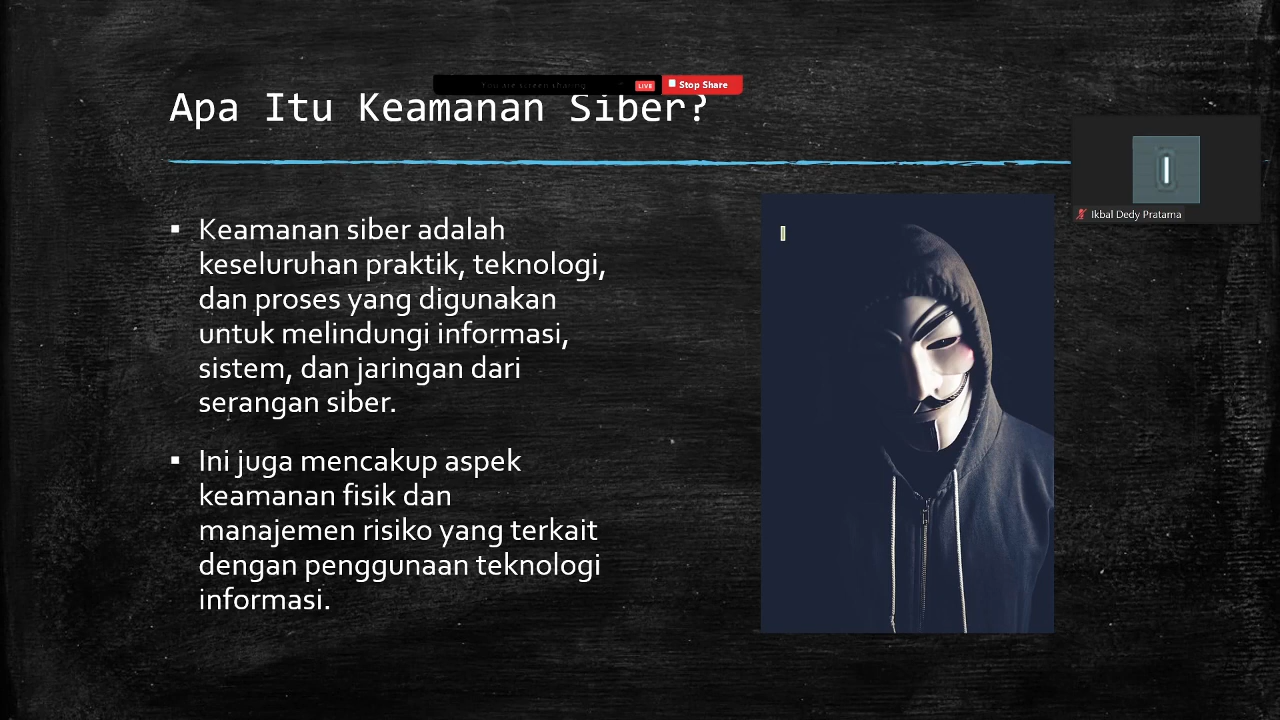 LIVE
Stop Share
Apa Itu Keamanan Siber?
I
Ikbal Dedy Pratama
▪ Keamanan siber adalah
keseluruhan praktik, teknologi,
dan proses yang digunakan
untuk melindungi informasi,
sistem, dan jaringan dari
serangan siber.
▪ Ini juga mencakup aspek
keamanan fisik dan
manajemen risiko yang terkait
dengan penggunaan teknologi
informasi.